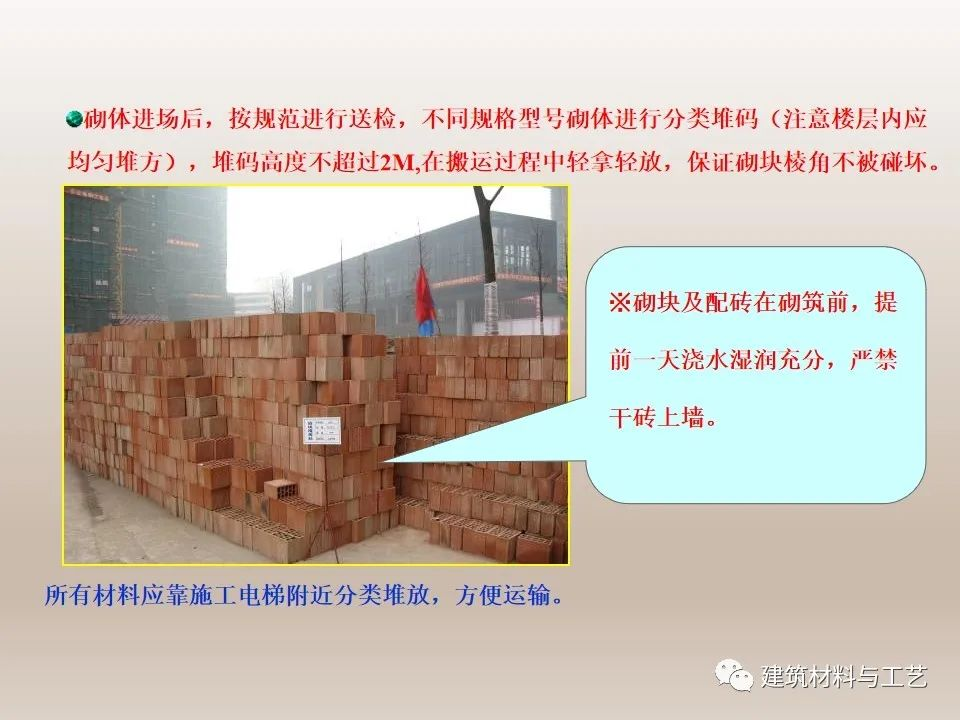 砌体进场后，按规范进行送检，不同规格型号砌体进行分类堆码（注意楼层内应
均匀堆方），堆码高度不超过2M,在搬运过程中轻拿轻放，保证砌块棱角不被碰坏。
※砌块及配砖在砌筑前，提
前一天浇水湿润充分，严禁
干砖上墙。
所有材料应靠施工电梯附近分类堆放，方便运输。
建筑材料与工艺